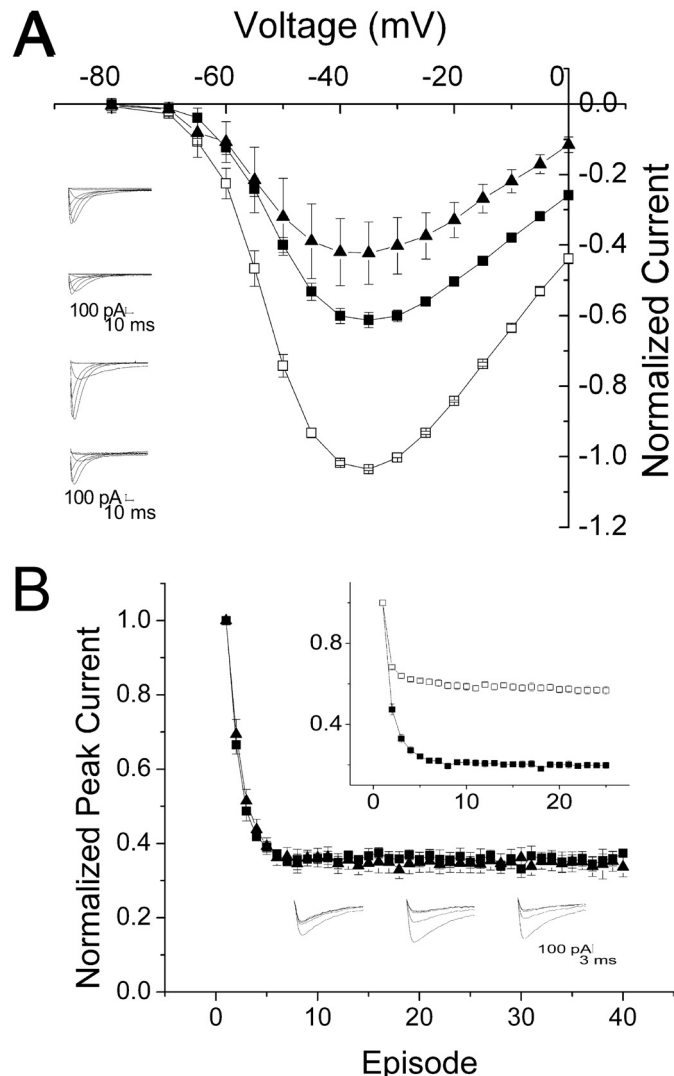 A
Voltage (mV)
-80 -60 -40 -20 0
0.0
-0.2
-0.4
-0.6
-0.8
-1.0
-1.2
Normalized Current
100 pA
10 ms
100 pA
10 ms
B
Normalized Peak Current
1.0
0.8
0.6
0.4
0.2
0.0
0.8
0.4
0 10 20
100 pA
3 ms
0 10 20 30 40
Episode